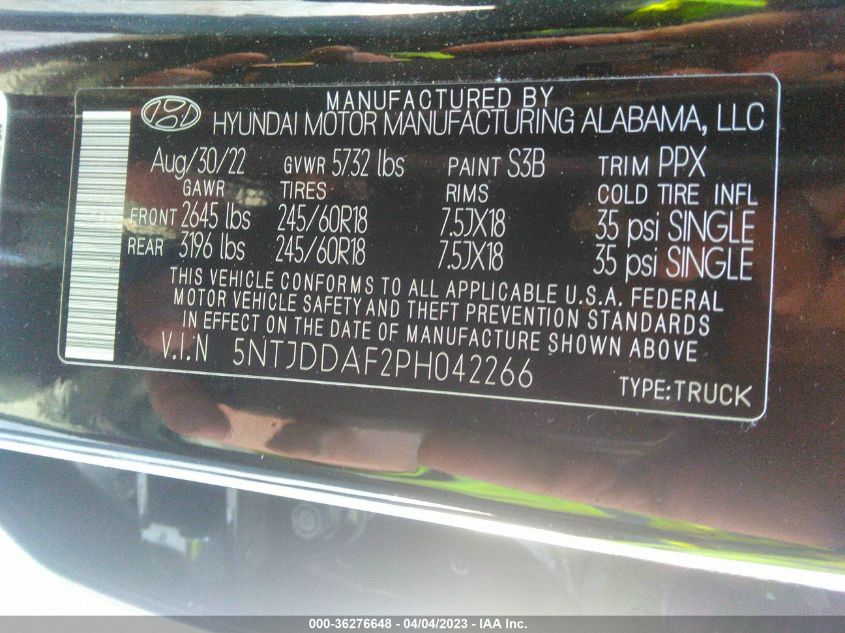 MANUFACTURED BY
HYUNDAI MOTOR MANUFACTURING ALABAMA, LLC
Aug/30/22 GVWR 5732 lbs PAINT S3B TRIM PPX
GAWR TIRES RIMS COLD TIRE INFL
FRONT 2645 lbs 245/60R18 7.5JX18 35 psi SINGLE
REAR 3196 lbs 245/60R18 7.5JX18 35 psi SINGLE
THIS VEHICLE CONFORMS TO ALL APPLICABLE U.S.A. FEDERAL
MOTOR VEHICLE SAFETY AND THEFT PREVENTION STANDARDS
IN EFFECT ON THE DATE OF MANUFACTURE SHOWN ABOVE
V.I.N 5NTJDDAF2PH042266
TYPE:TRUCK
000-36276648 - 04/04/2023 - IAA Inc.